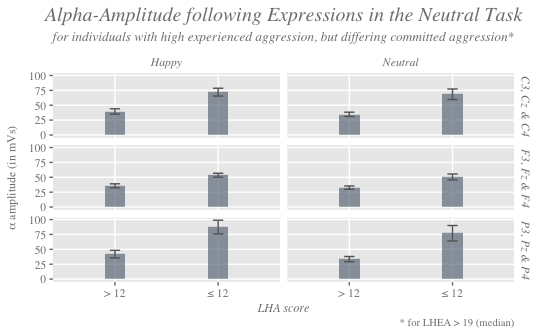 Alpha-Amplitude following Expressions in the Neutral Task
for individuals with high experienced aggression, but differing committed aggression*
Happy
Neutral
α amplitude (in mVs)
100
75
50
25
0
C3, Cz & C4
100
75
50
25
0
F3, Fz & F4
100
75
50
25
0
P3, Pz & P4
> 12
≤ 12
> 12
≤ 12
LHA score
* for LHEA > 19 (median)